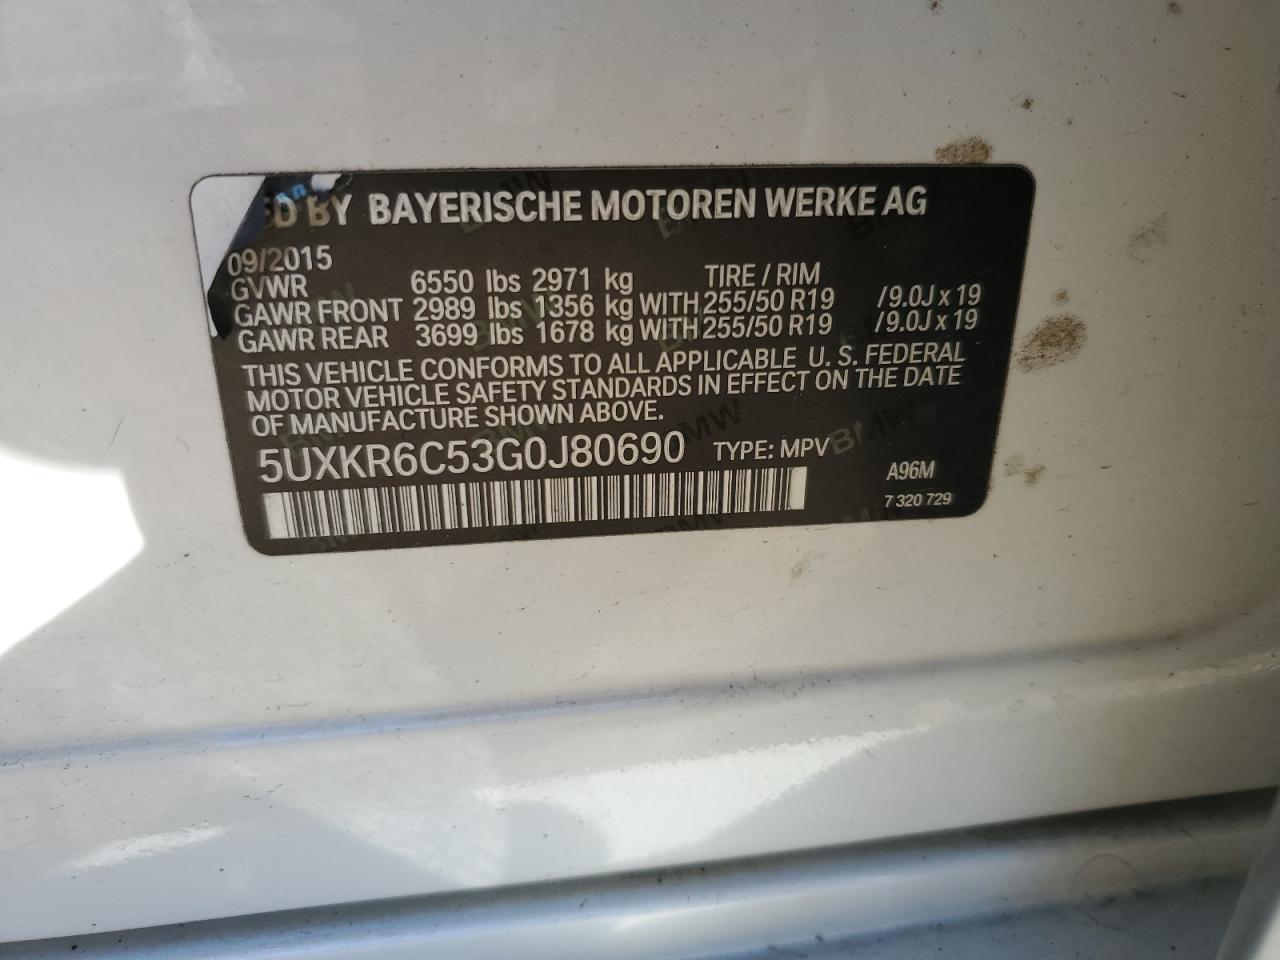 ED BY BAYERISCHE MOTOREN WERKE AG
09/2015
GVWR 6550 lbs 2971 kg TIRE / RIM
GAWR FRONT 2989 lbs 1356 kg WITH 255/50 R19 /9.0J x 19
GAWR REAR 3699 lbs 1678 kg WITH 255/50 R19 /9.0J x 19
THIS VEHICLE CONFORMS TO ALL APPLICABLE U. S. FEDERAL
MOTOR VEHICLE SAFETY STANDARDS IN EFFECT ON THE DATE
OF MANUFACTURE SHOWN ABOVE.
5UXKR6C53G0J80690 TYPE: MPV
A96M
7 320 729